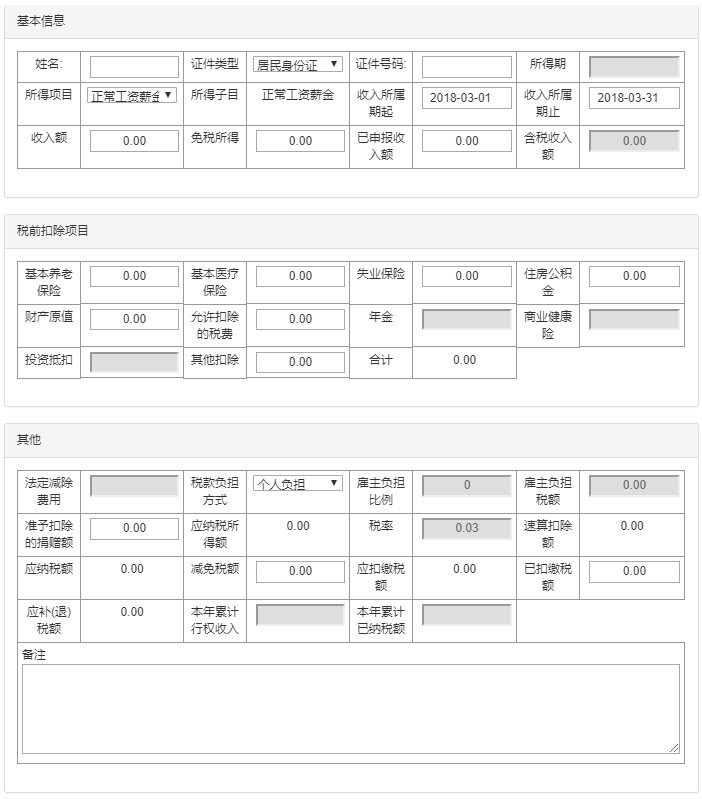 基本信息
姓名: 证件类型 居民身份证 证件号码: 所得期
所得项目 正常工资薪金 所得子目 正常工资薪金 收入所属期起 2018-03-01 收入所属期止 2018-03-31
收入额 0.00 免税所得 0.00 已申报收入额 0.00 含税收入额 0.00
税前扣除项目
基本养老保险 0.00 基本医疗保险 0.00 失业保险 0.00 住房公积金 0.00
财产原值 0.00 允许扣除的税费 0.00 年金 商业健康险
投资抵扣 其他扣除 0.00 合计 0.00
其他
法定减除费用 税款负担方式 个人负担 雇主负担比例 0 雇主负担税额 0.00
准予扣除的捐赠额 0.00 应纳税所得额 0.00 税率 0.03 速算扣除额 0.00
应纳税额 0.00 减免税额 0.00 应扣缴税额 0.00 已扣缴税额 0.00
应补(退)税额 0.00 本年累计行权收入 本年累计已纳税额
备注